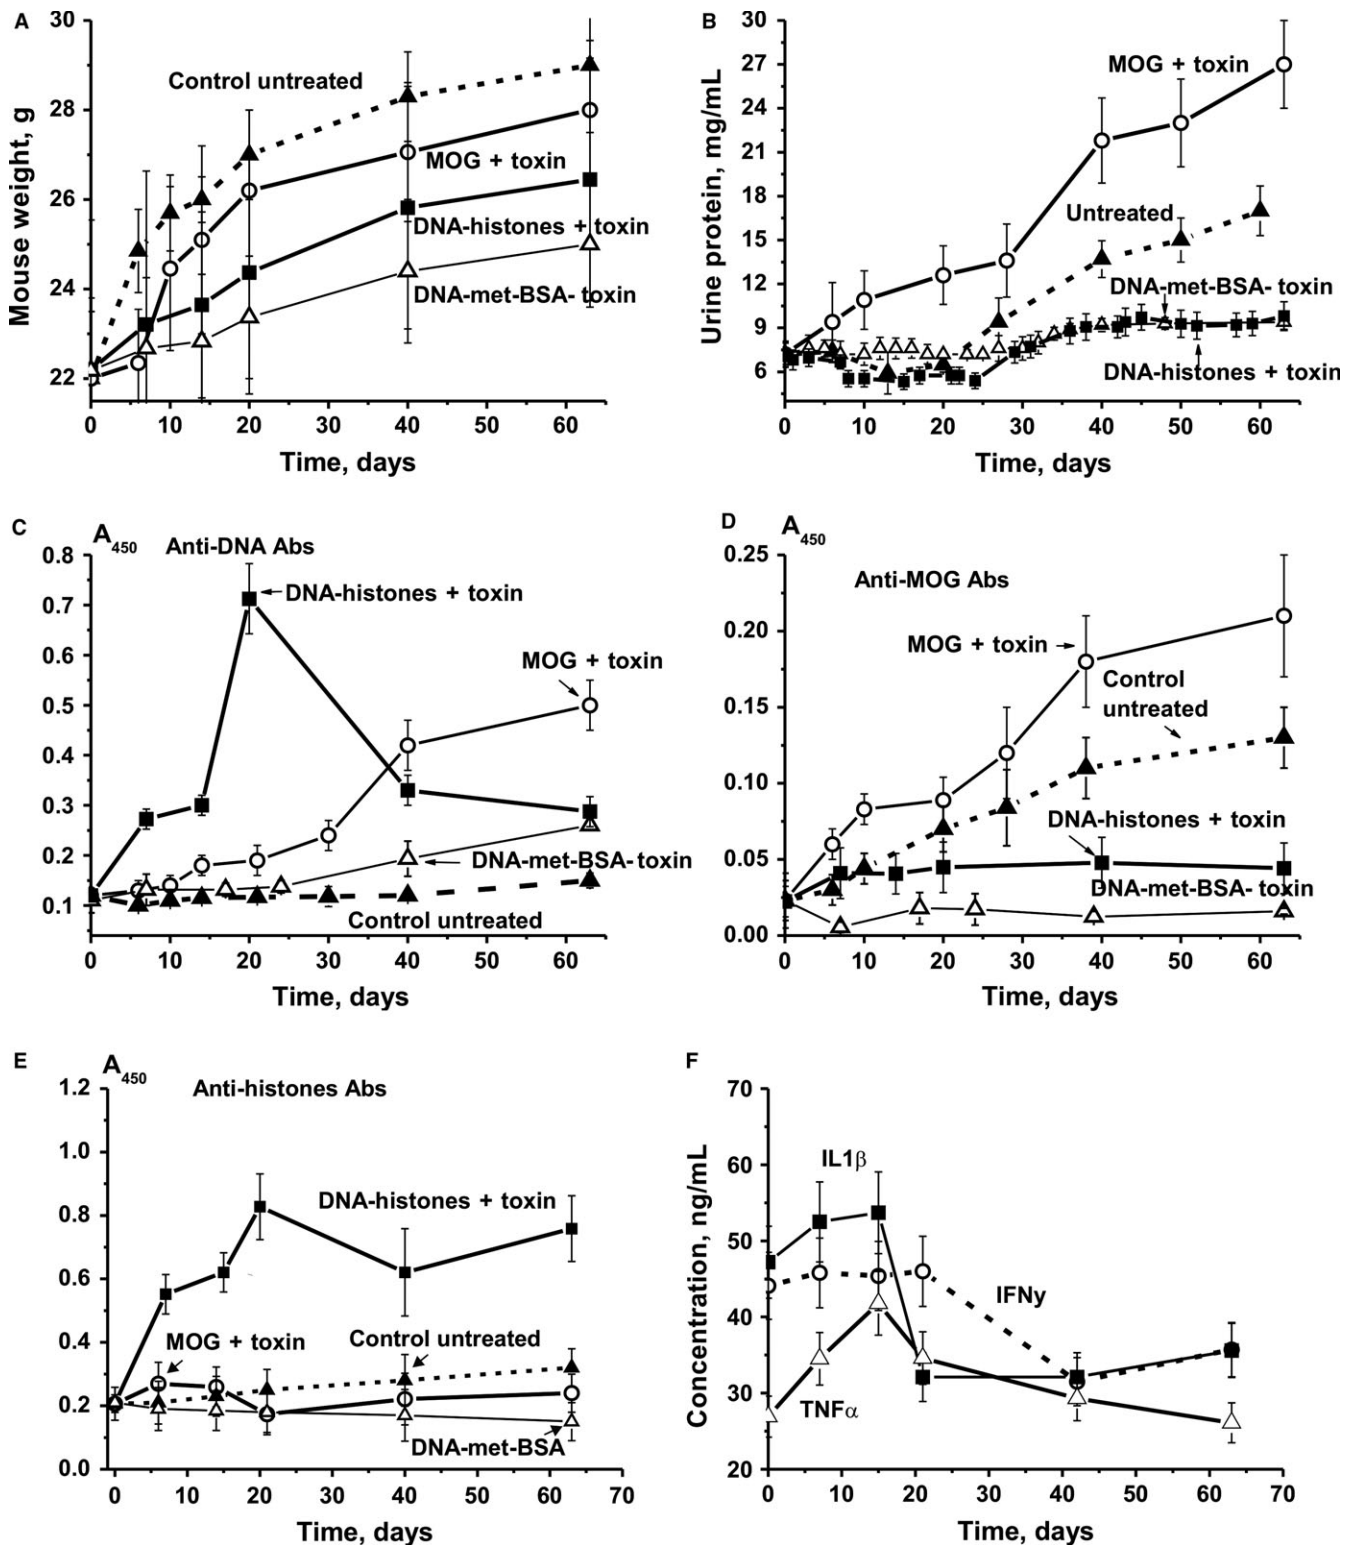 A
Mouse weight, g
30
28
26
24
22
Control untreated
MOG + toxin
DNA-histones + toxin
DNA-met-BSA- toxin
0 10 20 30 40 50 60
Time, days
B
Urine protein, mg/mL
30
27
24
21
18
15
12
9
6
MOG + toxin
Untreated
DNA-met-BSA- toxin
DNA-histones + toxin
0 10 20 30 40 50 60
Time, days
C
A450
Anti-DNA Abs
0.8
0.7
0.6
0.5
0.4
0.3
0.2
0.1
DNA-histones + toxin
MOG + toxin
DNA-met-BSA- toxin
Control untreated
0 10 20 30 40 50 60
Time, days
D
A450
Anti-MOG Abs
0.25
0.20
0.15
0.10
0.05
0.00
MOG + toxin
Control
untreated
DNA-histones + toxin
DNA-met-BSA- toxin
0 10 20 30 40 50 60
Time, days
E
A450
Anti-histones Abs
1.2
1.0
0.8
0.6
0.4
0.2
0.0
DNA-histones + toxin
MOG + toxin
Control untreated
DNA-met-BSA
0 10 20 30 40 50 60 70
Time, days
F
Concentration, ng/mL
70
60
50
40
30
20
IL1β
IFNγ
TNFα
0 10 20 30 40 50 60 70
Time, days